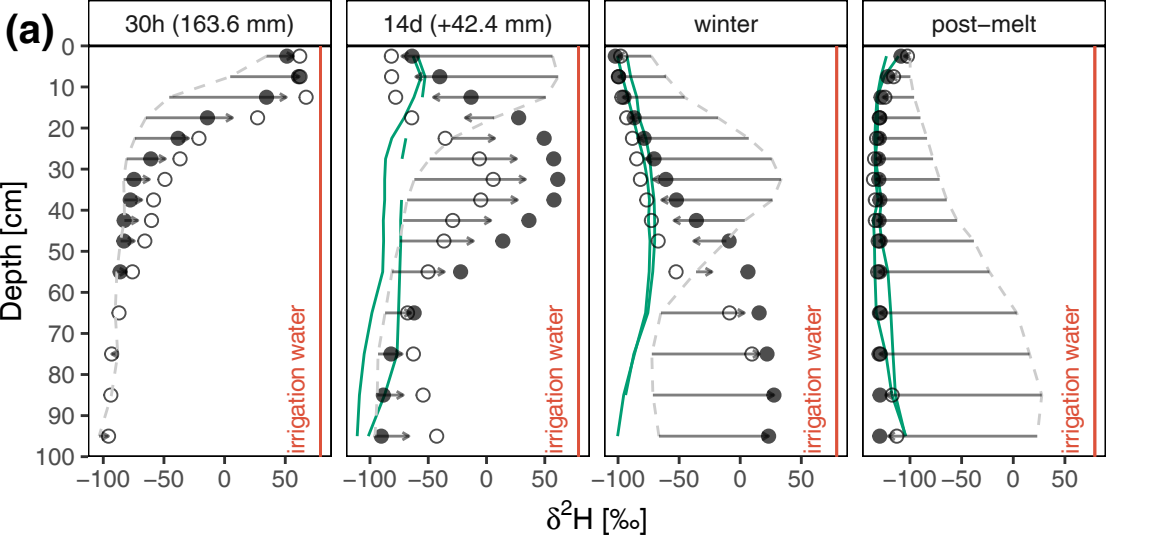 (a)
30h (163.6 mm) 14d (+42.4 mm) winter post−melt
0
10
20
30
40
50
60
70
80
90
100
Depth [cm]
irrigation water irrigation water irrigation water irrigation water
−100 −50 0 50 −100 −50 0 50 −100 −50 0 50 −100 −50 0 50
δ²H [‰]